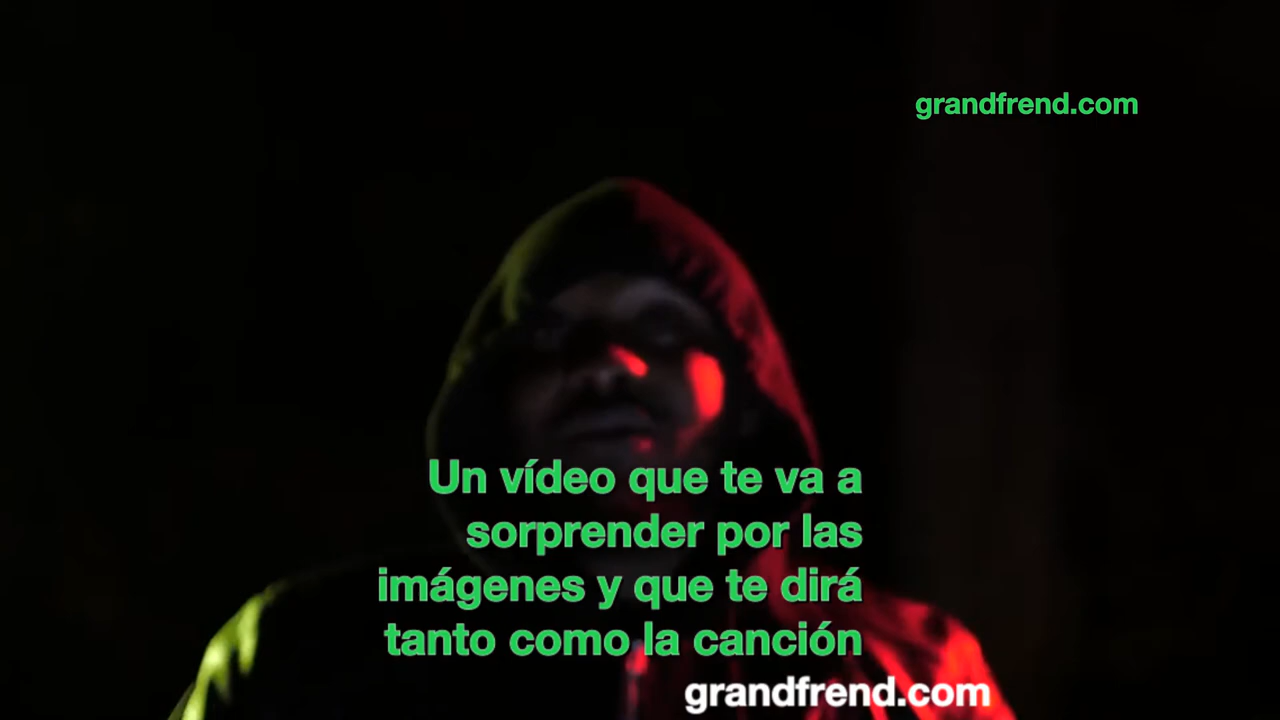 grandfrend.com
Un vídeo que te va a
sorprender por las
imágenes y que te dirá
tanto como la canción
grandfrend.com